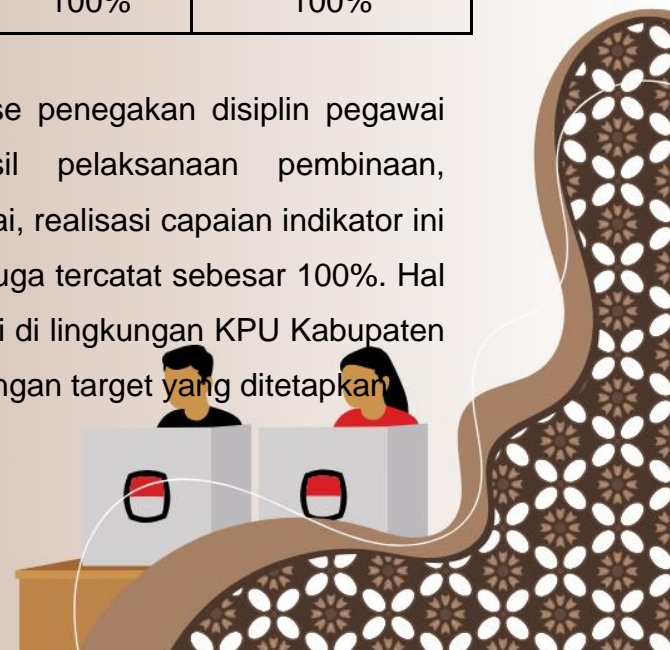 100% 100%
se penegakan disiplin pegawai
sil pelaksanaan pembinaan,
ai, realisasi capaian indikator ini
uga tercatat sebesar 100%. Hal
i di lingkungan KPU Kabupaten
ngan target yang ditetapkan.